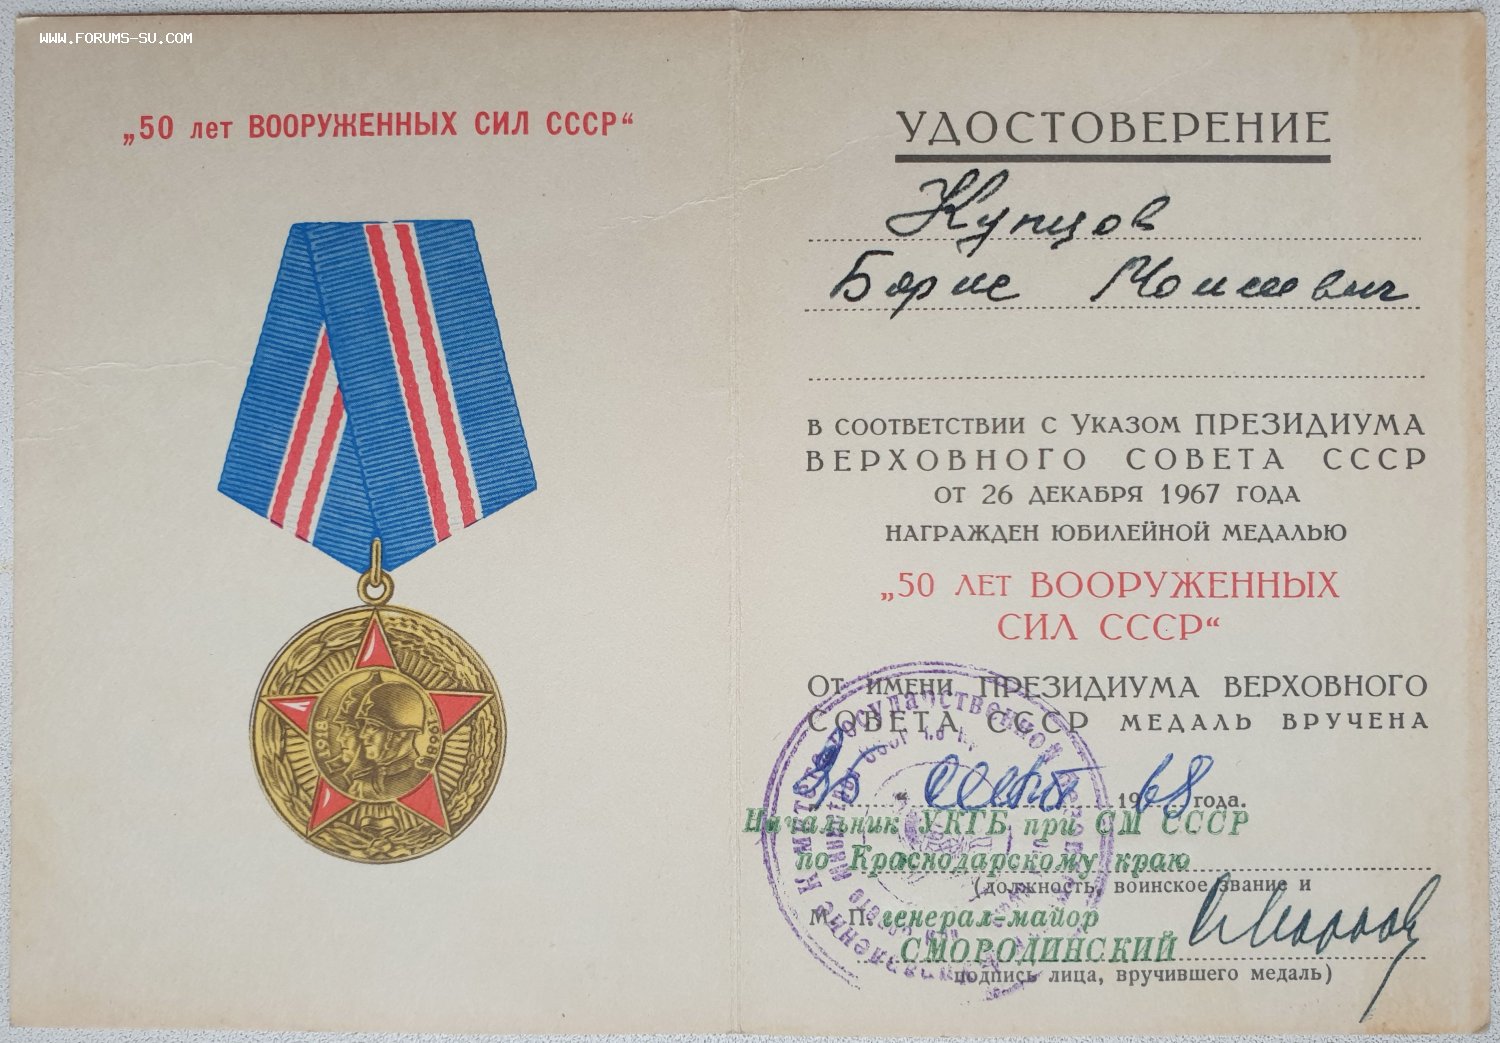 WWW.FORUMS-SU.COM
„50 лет ВООРУЖЕННЫХ СИЛ СССР“
1918
1968
УДОСТОВЕРЕНИЕ
Купцов
Борис Моисеевич
В СООТВЕТСТВИИ С УКАЗОМ ПРЕЗИДИУМА
ВЕРХОВНОГО СОВЕТА СССР
ОТ 26 ДЕКАБРЯ 1967 ГОДА
НАГРАЖДЕН ЮБИЛЕЙНОЙ МЕДАЛЬЮ
„50 ЛЕТ ВООРУЖЕННЫХ
СИЛ СССР“
ОТ ИМЕНИ ПРЕЗИДИУМА ВЕРХОВНОГО
СОВЕТА СССР МЕДАЛЬ ВРУЧЕНА
1968 года.
Начальник УКГБ при СМ СССР
по Краснодарскому краю
(должность, воинское звание и
М. П. генерал-майор
СМОРОДИНСКИЙ
подпись лица, вручившего медаль)